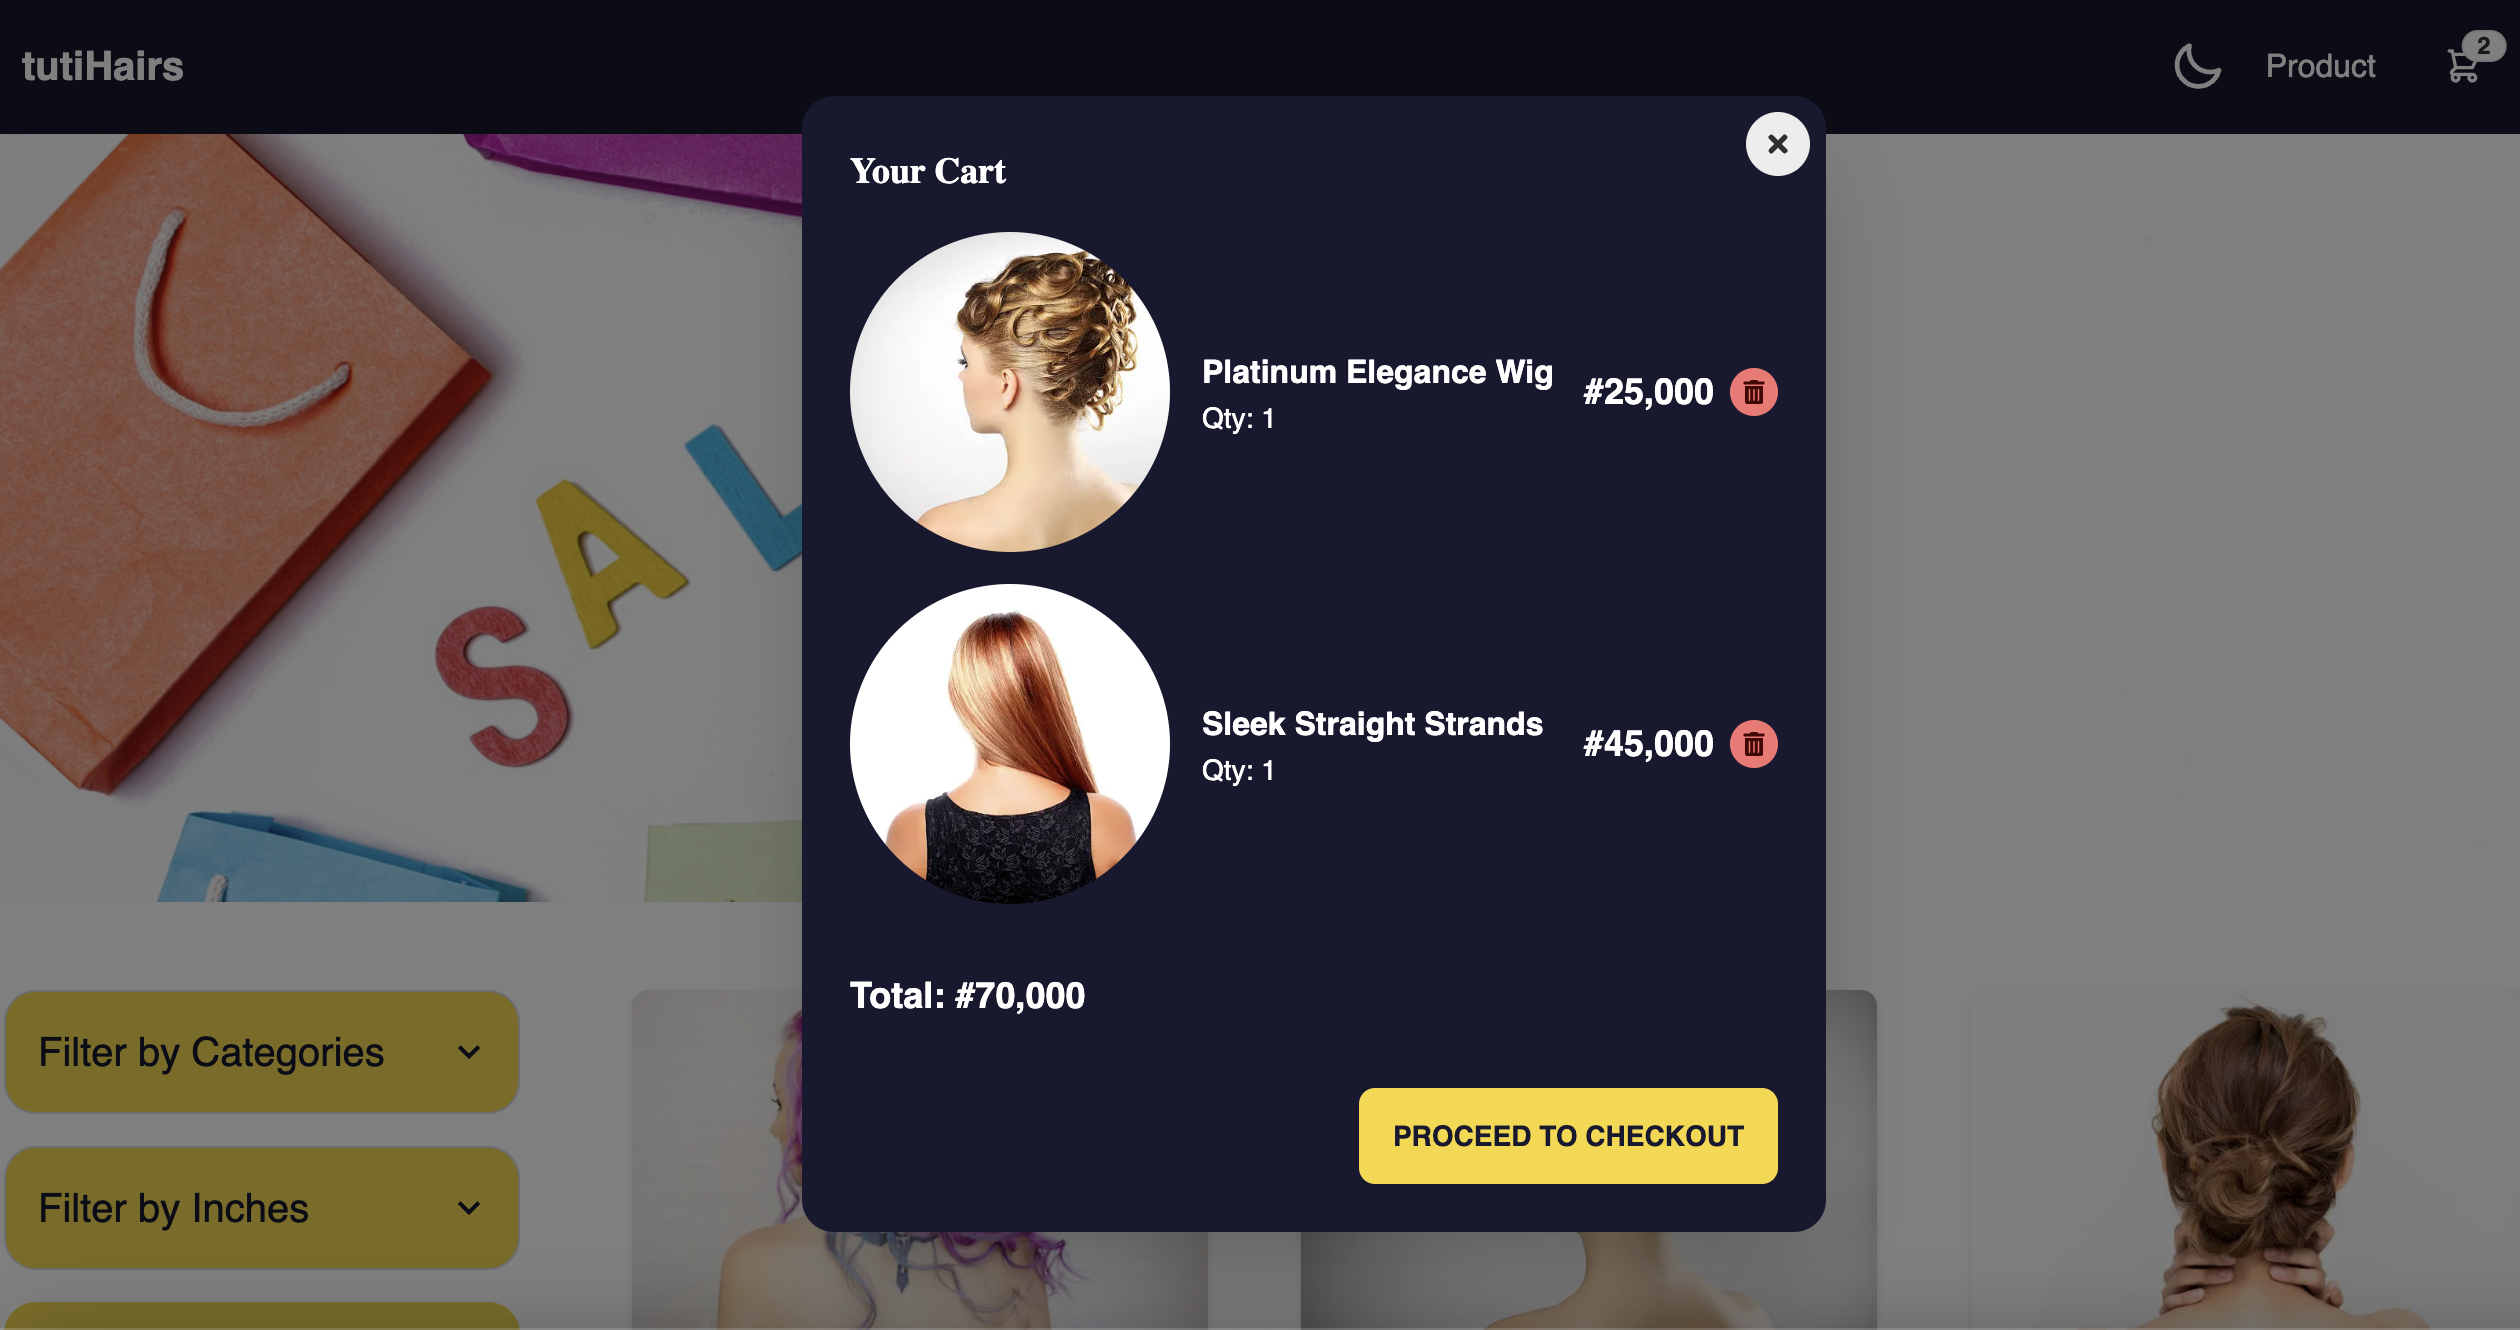 tutiHairs
Product
2
SAL
Your Cart
Platinum Elegance Wig
Qty: 1
#25,000
Sleek Straight Strands
Qty: 1
#45,000
Total: #70,000
PROCEED TO CHECKOUT
Filter by Categories
Filter by Inches